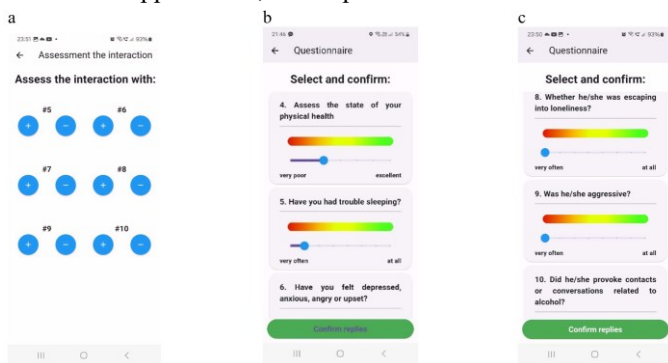 a
b
c
23:51
93%
← Assessment the interaction
Assess the interaction with:
#5 #6
+ − + −
#7 #8
+ − + −
#9 #10
+ − + −
21:46
54%
← Questionnaire
Select and confirm:
4. Assess the state of your
physical health
very poor excellent
5. Have you had trouble sleeping?
very often at all
6. Have you felt depressed,
anxious, angry or upset?
Confirm replies
23:50
93%
← Questionnaire
Select and confirm:
8. Whether he/she was escaping
into loneliness?
very often at all
9. Was he/she aggressive?
very often at all
10. Did he/she provoke contacts
or conversations related to
alcohol?
Confirm replies